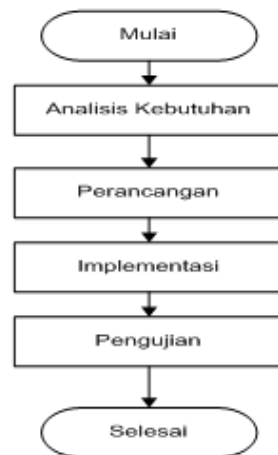 Mulai
Analisis Kebutuhan
Perancangan
Implementasi
Pengujian
Selesai